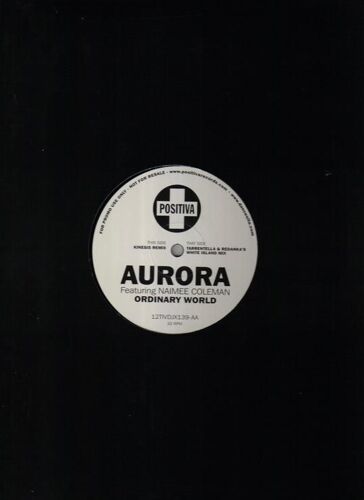 FOR PROMO USE ONLY - NOT FOR RESALE - www.positivarecords.com
POSITIVA
THIS SIDE
KINESIS REMIX
THAT SIDE
TARRENTELLA & REDANKA'S
WHITE ISLAND MIX
AURORA
Featuring NAIMEE COLEMAN
ORDINARY WORLD
12TIVDJX139-AA
33 RPM